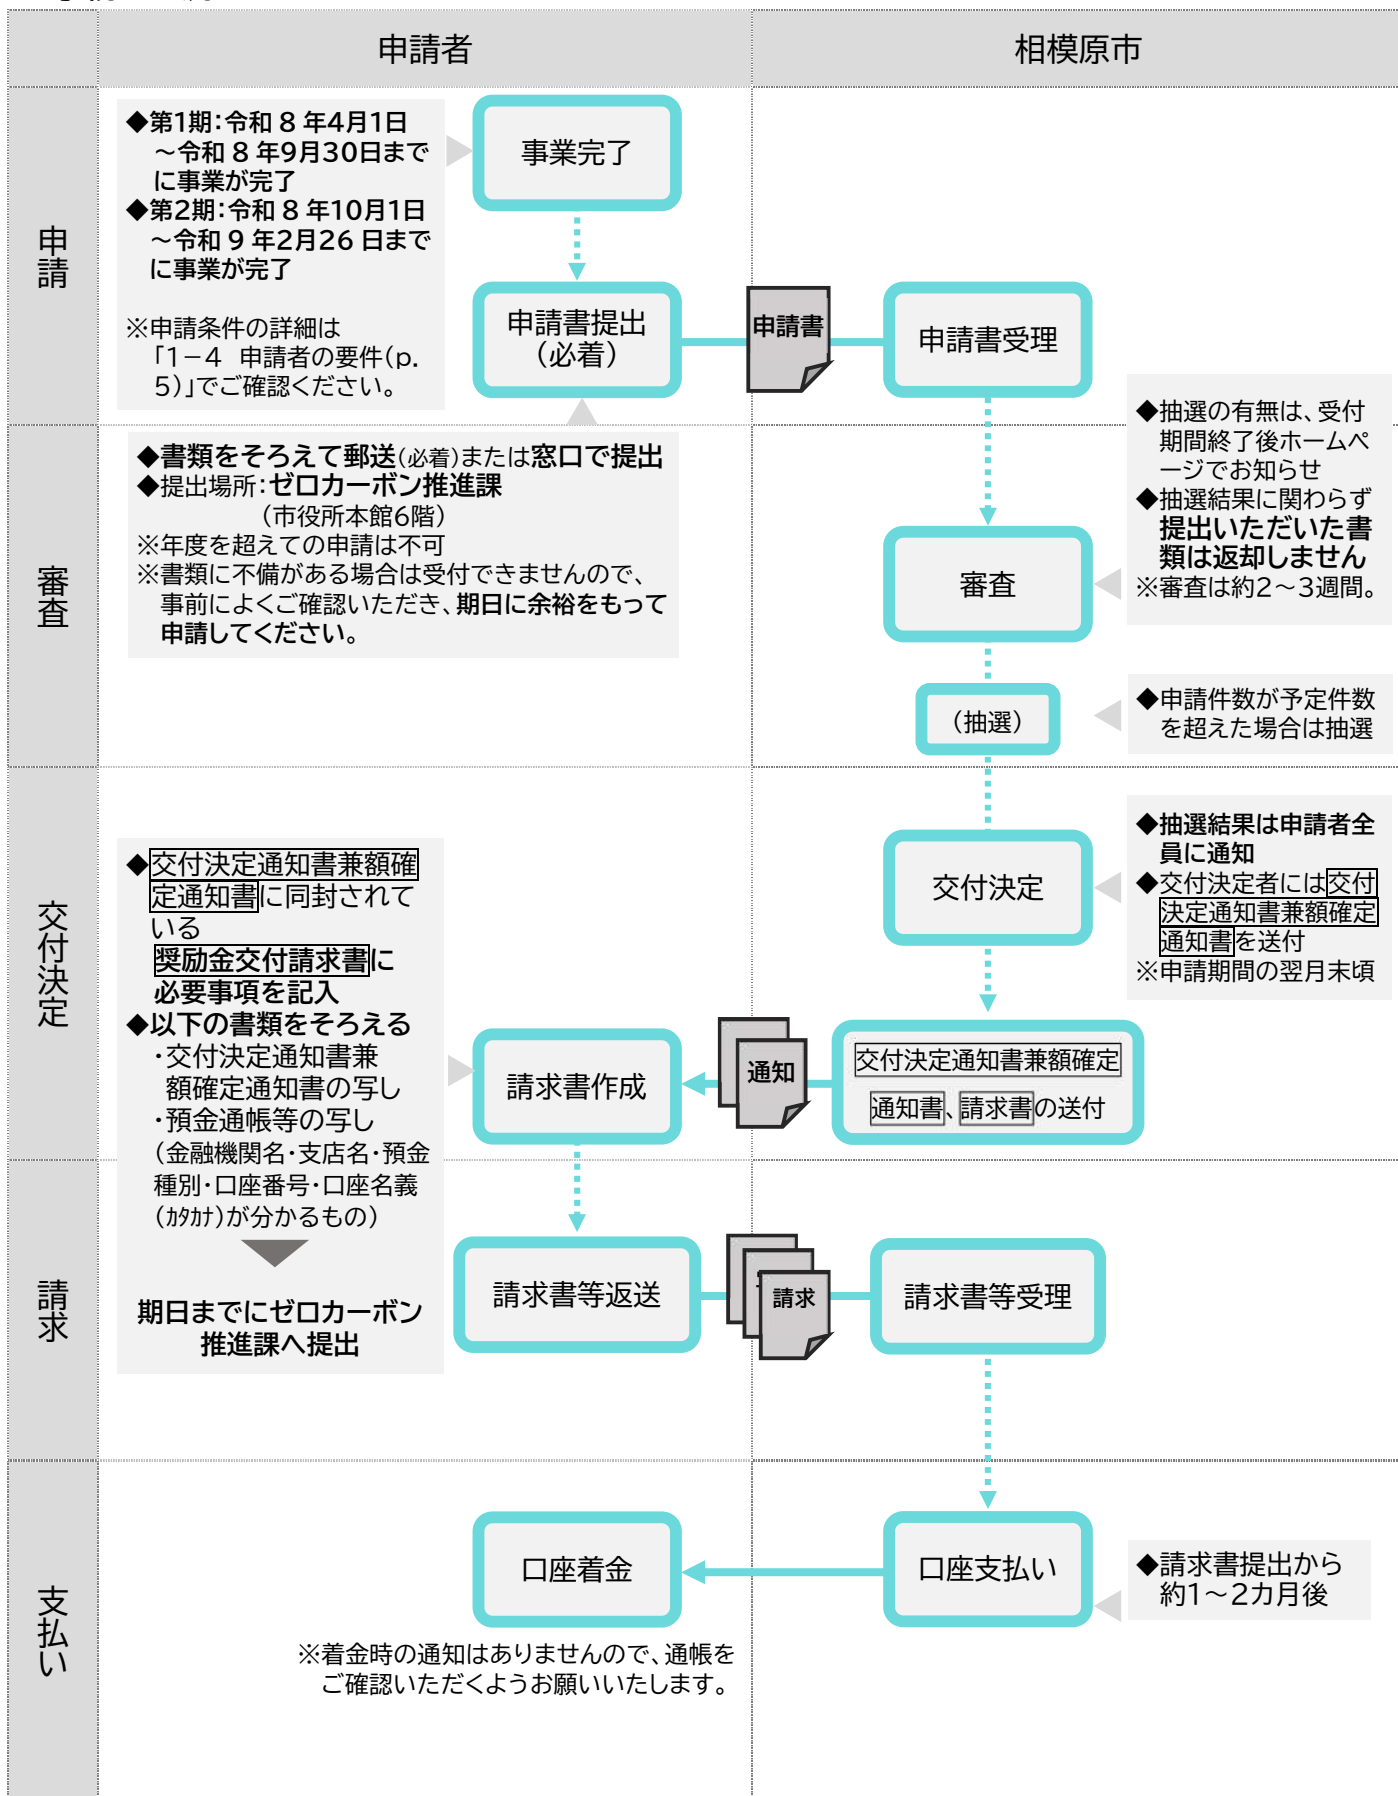 申請者
相模原市
申請
◆第1期：令和８年4月1日
～令和８年9月30日まで
に事業が完了
◆第2期：令和８年10月1日
～令和９年2月26日まで
に事業が完了
※申請条件の詳細は
「1－4　申請者の要件（p.
5）」でご確認ください。
事業完了
申請書提出
（必着）
申請書
申請書受理
審査
◆書類をそろえて郵送（必着）または窓口で提出
◆提出場所：ゼロカーボン推進課
（市役所本館6階）
※年度を超えての申請は不可
※書類に不備がある場合は受付できませんので、
事前によくご確認いただき、期日に余裕をもって
申請してください。
◆抽選の有無は、受付
期間終了後ホームペ
ージでお知らせ
◆抽選結果に関わらず
提出いただいた書
類は返却しません
※審査は約2～3週間。
審査
（抽選）
◆申請件数が予定件数
を超えた場合は抽選
交付決定
◆交付決定通知書兼額確
定通知書に同封されて
いる
奨励金交付請求書に
必要事項を記入
◆以下の書類をそろえる
・交付決定通知書兼
額確定通知書の写し
・預金通帳等の写し
（金融機関名・支店名・預金
種別・口座番号・口座名義
（ｶﾀｶﾅ）が分かるもの）
期日までにゼロカーボン
推進課へ提出
交付決定
◆抽選結果は申請者全
員に通知
◆交付決定者には交付
決定通知書兼額確定
通知書を送付
※申請期間の翌月末頃
請求書作成
通知
交付決定通知書兼額確定
通知書、請求書の送付
請求
請求書等返送
請求
請求書等受理
支払い
口座着金
口座支払い
◆請求書提出から
約1～2カ月後
※着金時の通知はありませんので、通帳を
ご確認いただくようお願いいたします。